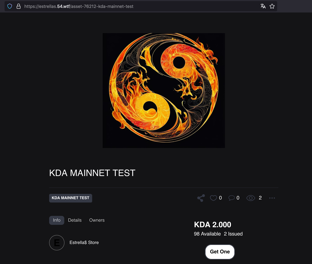 https://estrellas.54.wtf/asset-76212-kda-mainnet-test
KDA MAINNET TEST
KDA MAINNET TEST
0 0 2
Info Details Owners
KDA 2.000
98 Available 2 Issued
Estrella$ Store
Get One